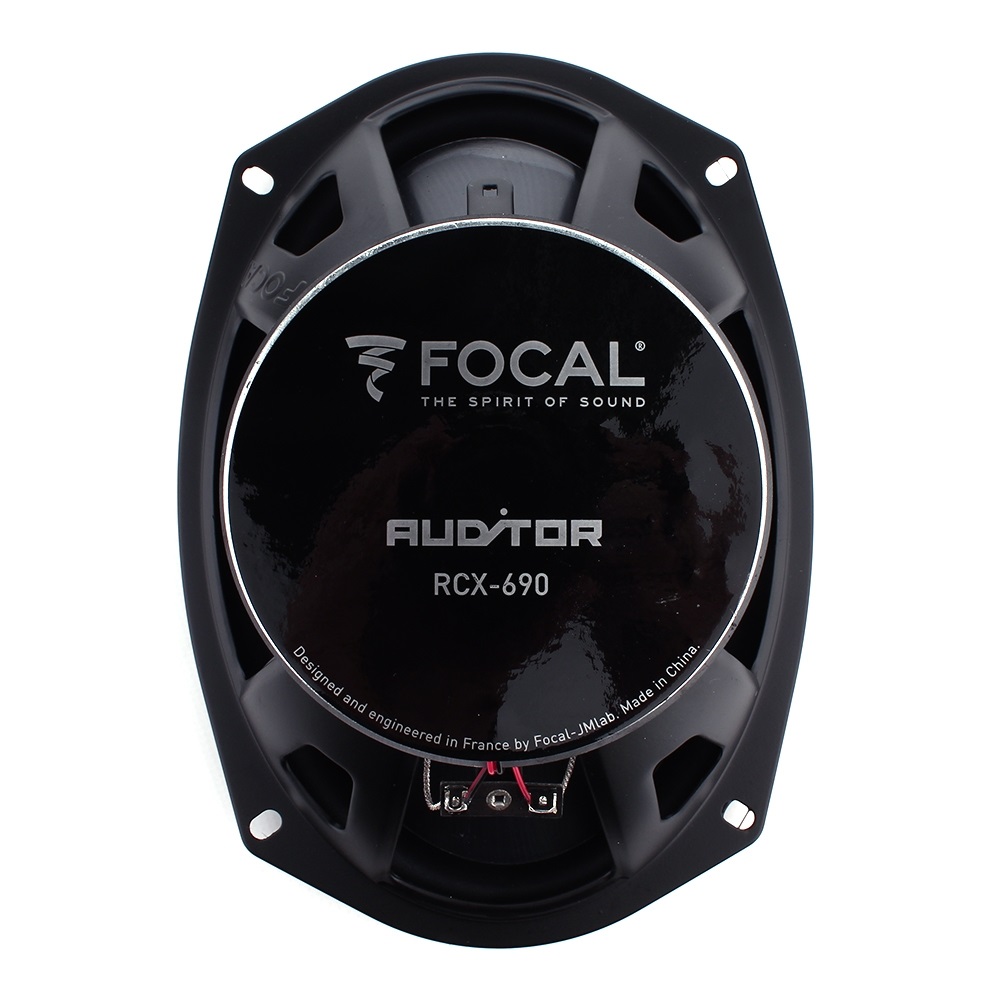 FOCAL®
THE SPIRIT OF SOUND
AUDITOR
RCX-690
Designed and engineered in France by Focal-JMlab. Made in China.